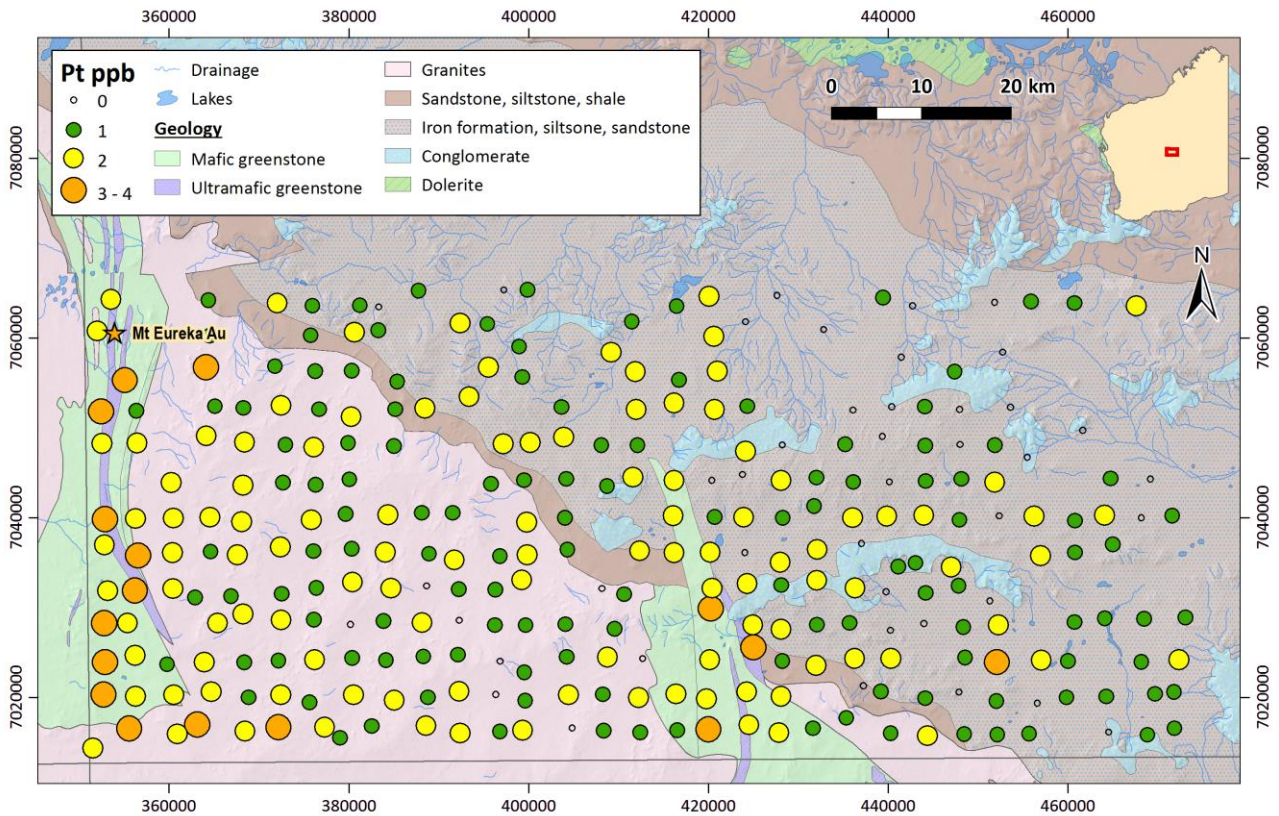 360000 380000 400000 420000 440000 460000
Pt ppb
0
1
2
3 - 4
Drainage
Lakes
Geology
Mafic greenstone
Ultramafic greenstone
Granites
Sandstone, siltstone, shale
Iron formation, siltsone, sandstone
Conglomerate
Dolerite
0 10 20 km
N
Mt Eureka Au
7080000
7060000
7040000
7020000
7080000
7060000
7040000
7020000
360000 380000 400000 420000 440000 460000